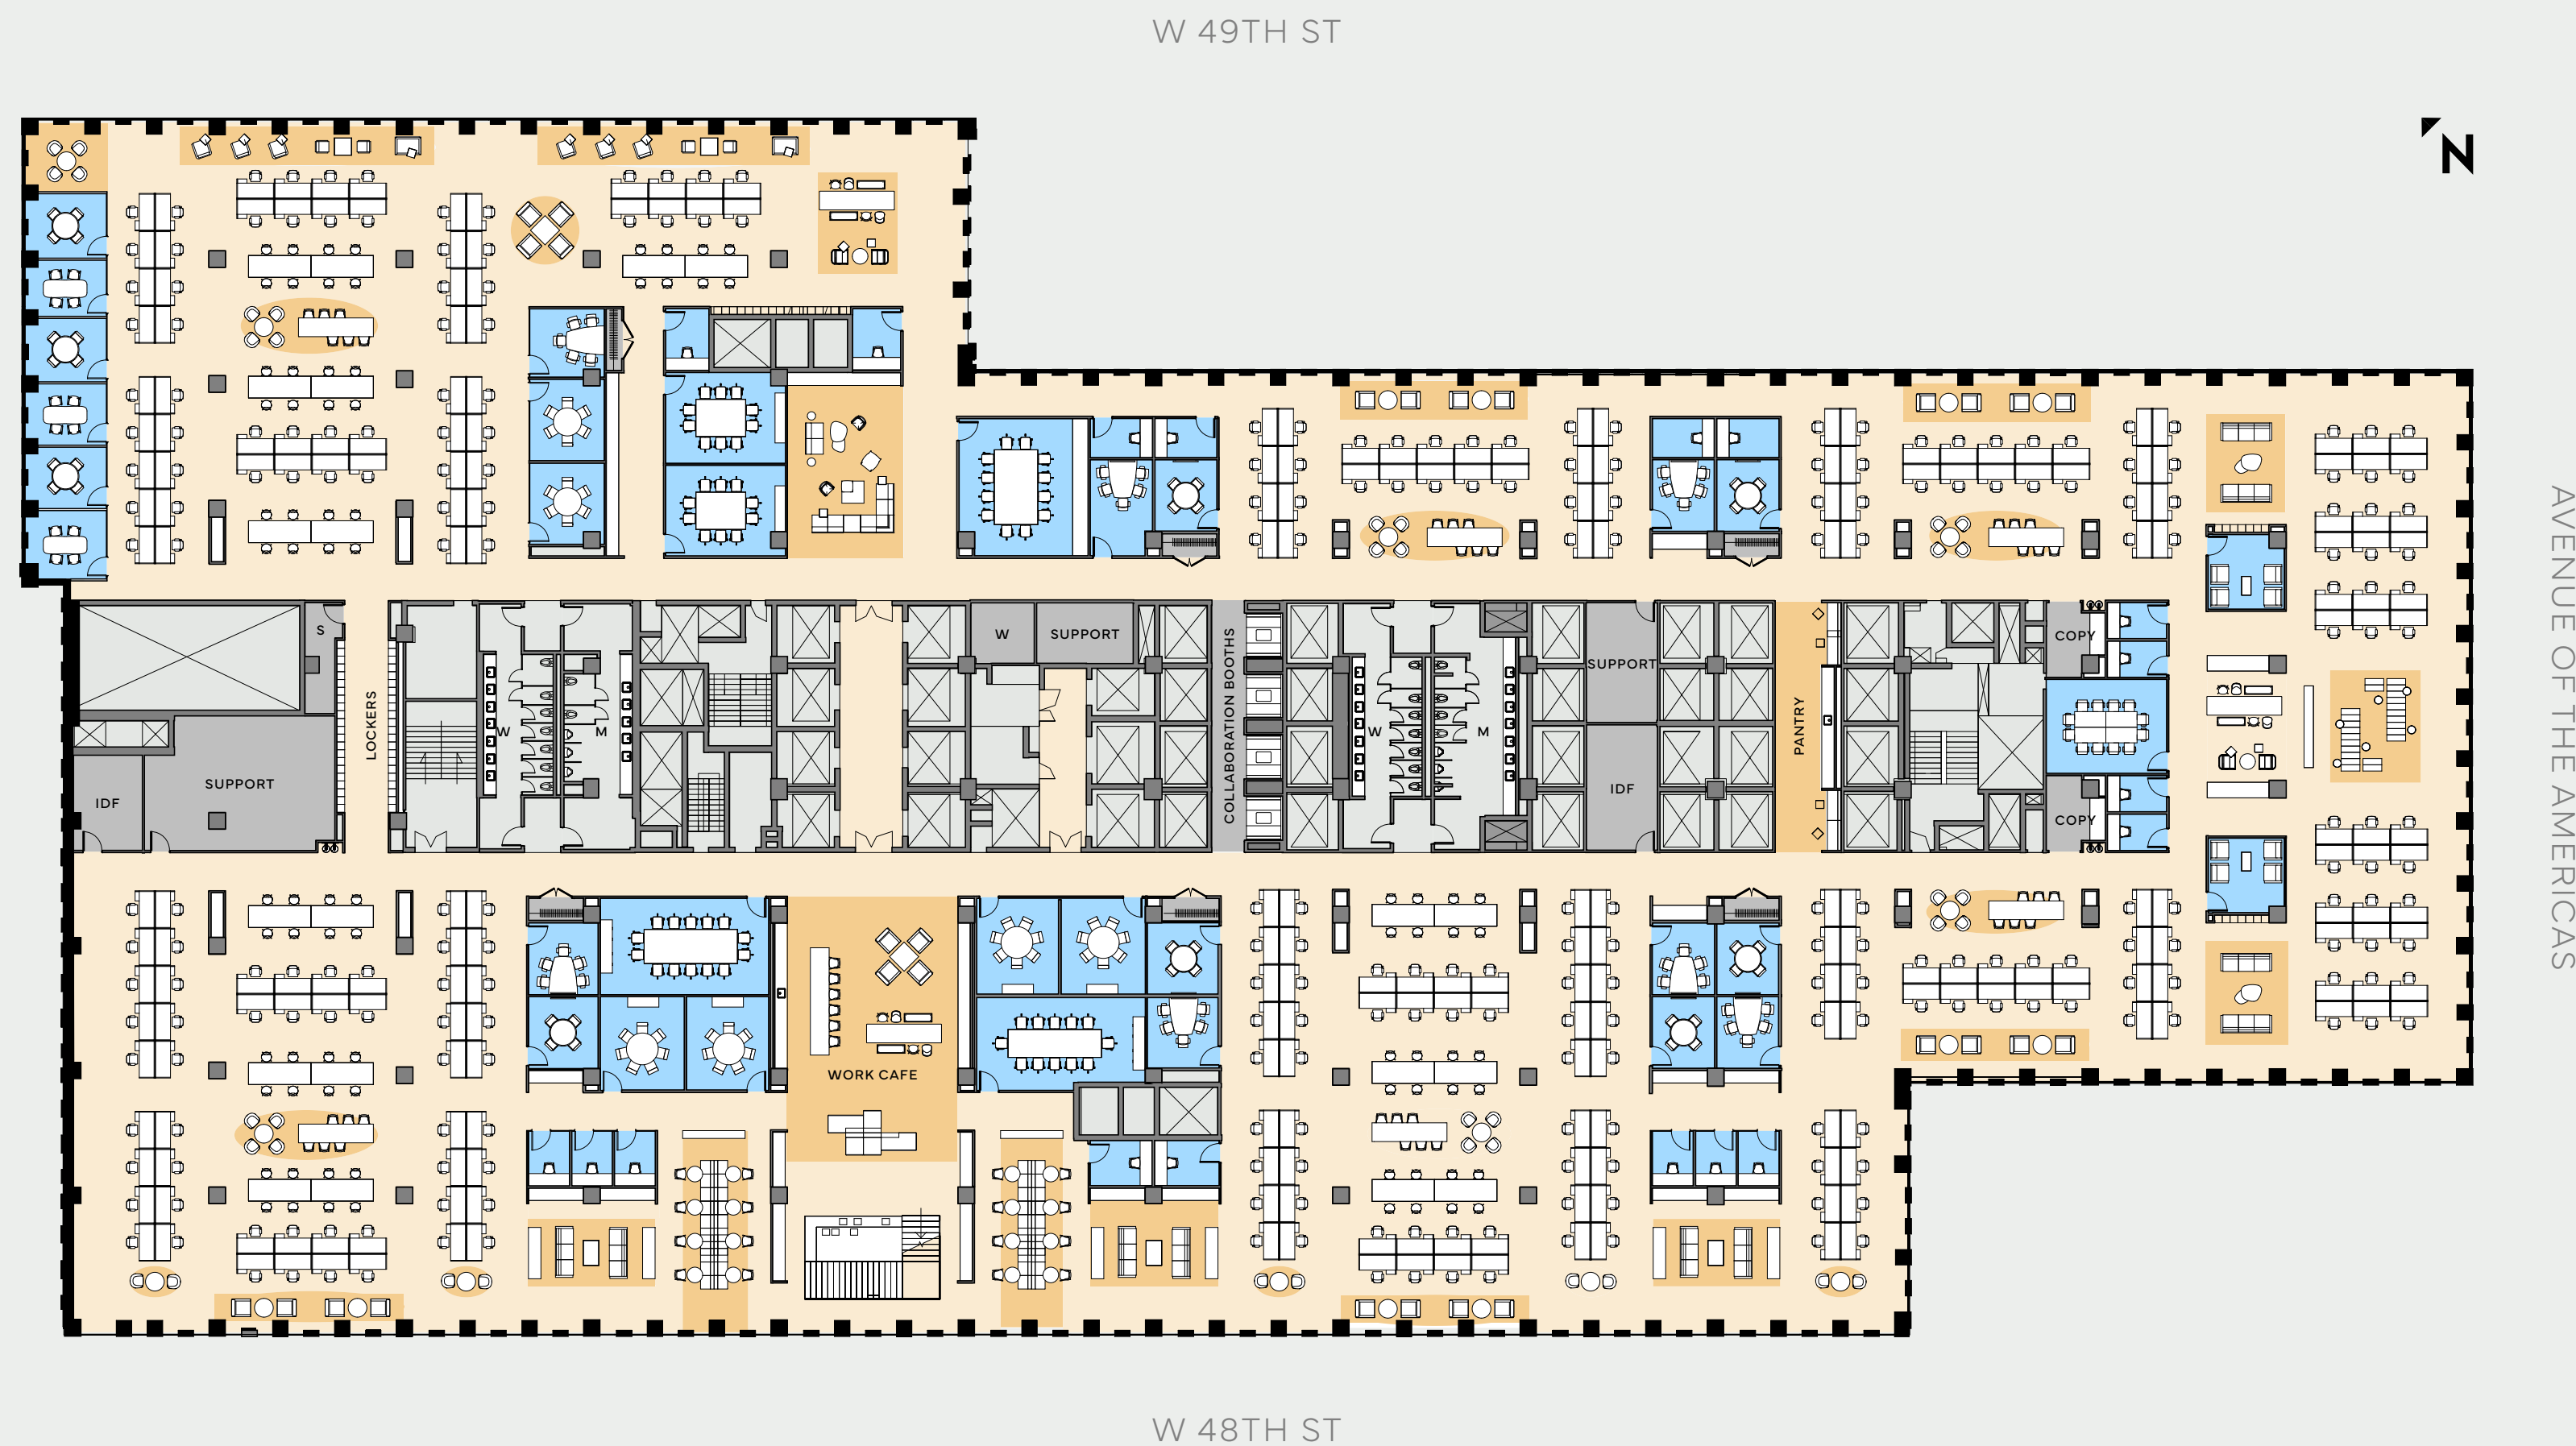 W 49TH ST
N
S
W
SUPPORT
COPY
SUPPORT
LOCKERS
COLLABORATION BOOTHS
PANTRY
AVENUE OF THE AMERICAS
W
M
W
M
SUPPORT
IDF
IDF
COPY
WORK CAFE
W 48TH ST